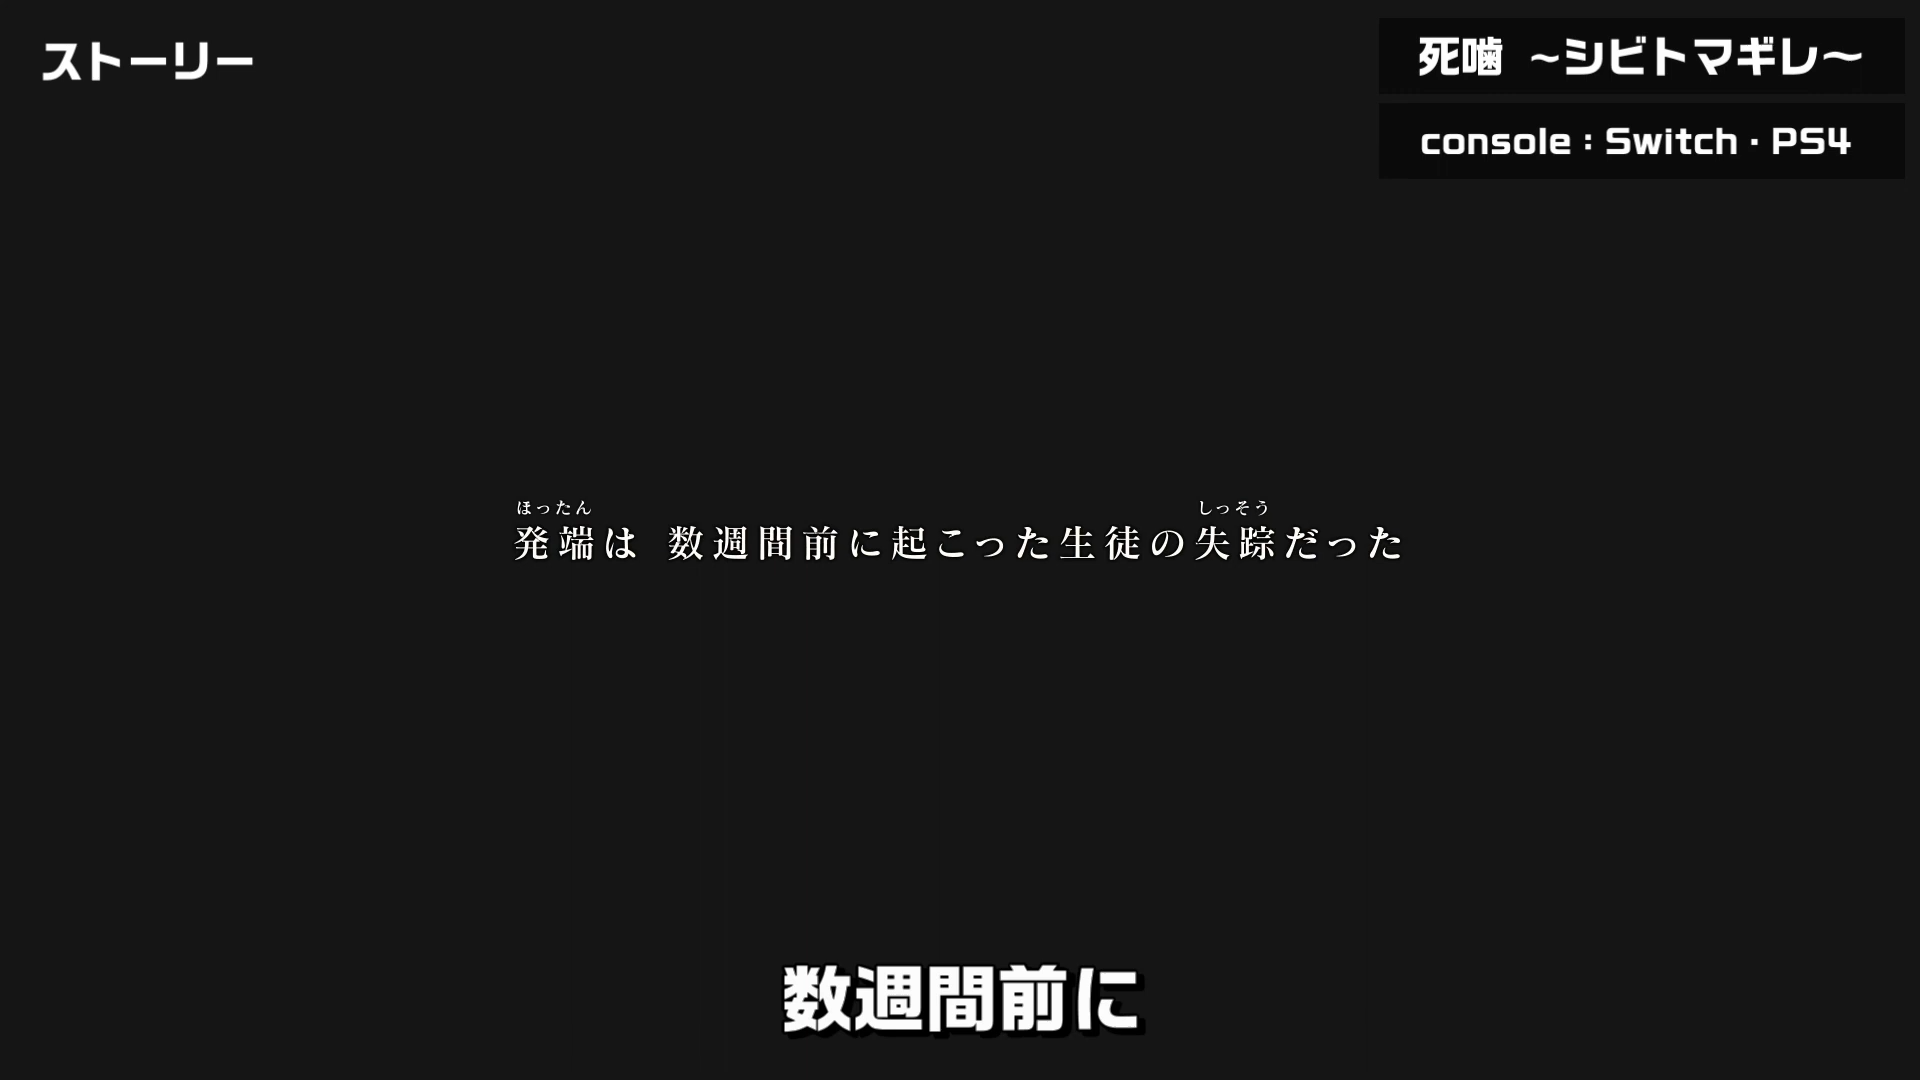 ストーリー
死噛 ~シビトマギレ~
console : Switch・PS4
ほったん しっそう
発端は 数週間前に起こった生徒の失踪だった
数週間前に